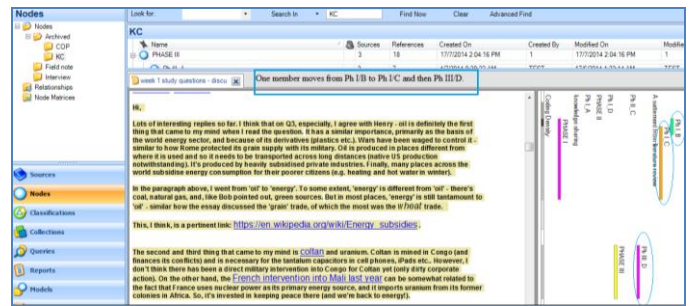 Nodes
Look for:
Search In
KC
Find Now
Clear
Advanced Find
Nodes
Archived
COP
KC
Field note
Interview
Relationships
Node Matrices
KC
Name
Sources
References
Created On
Created By
Modified On
PHASE III
3
18
17/7/2014 2:04 PM
17/7/2014 2:04:16 PM
week 1 study questions - discu
One member moves from Ph I/B to Ph I/C and then Ph III/D.
Hi,
Lots of interesting replies so far. I think that on Q3, especially, I agree with Henry - oil is definitely the first
thing that came to my mind when I read the question. It has a similar importance, primarily as the basis of
the world energy sector, and because of its derivatives (plastics etc.). Wars have been waged to control it -
similar to how Rome protected its grain supply with its military. Oil is produced in places different from
where it is used and so it needs to be transported across long distances (native US production
notwithstanding). It's produced by heavily subsidised private industries. Finally, many places across the
world subsidise energy consumption for their poorer citizens (e.g. heating and hot water in winter).
In the paragraph above, I went from 'oil' to 'energy'. To some extent, 'energy' is different from 'oil' - there's
coal, natural gas, and, like Bob pointed out, green sources. But in most places, 'energy' is still tantamount to
'oil' - similar how the essay discussed the 'grain' trade, of which the most was the wheat trade.
This, I think, is a pertinent link: https://en.wikipedia.org/wiki/Energy_subsidies.
The second and third thing that came to my mind is coltan and uranium. Coltan is mined in Congo (and
finances its conflicts) and is necessary for the tantalum capacitors in cell phones, iPads etc.. However, I
don't think there has been a direct military intervention into Congo for Coltan yet (only dirty corporate
action). On the other hand, the French intervention into Mali last year can be somewhat related to
the fact that France uses nuclear power as its primary energy source, and it imports uranium from its former
colonies in Africa. So, it's invested in keeping peace there (and we're back to energy!).
Coding Density
PHASE I
knowledge sharing
Ph I, A
PHASE II
Ph I, D
Ph II, C
Ph I C
Ph I B
PHASE III
Ph III D
Sources
Nodes
Classifications
Collections
Queries
Reports
Models